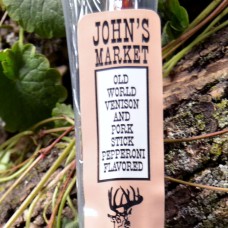 JOHN'S
MARKET
OLD
WORLD
VENISON
AND
PORK
STICK
PEPPERONI
FLAVORED